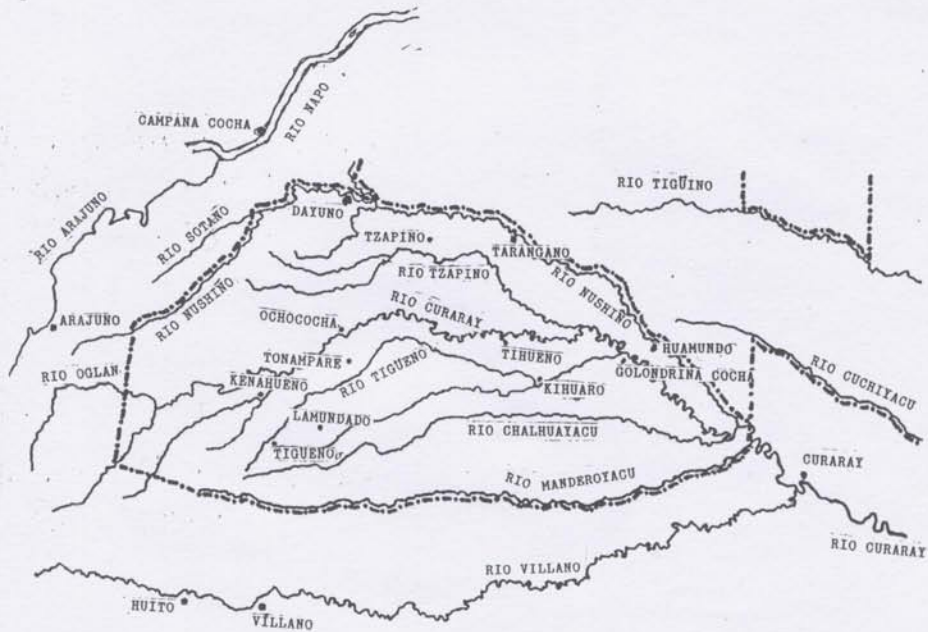 CAMPANA COCHA
RIO NAPO
RIO ARAJUNO
RIO SOTANO
DAYUNO
RIO TIGÜINO
TZAPINO
TARANGANO
RIO TZAPINO
RIO NUSHIÑO
RIO NUSHIÑO
ARAJUNO
OCHOCOCHA
RIO CURARAY
TIHUENO
HUAMUNDO
RIO OGLAN
TONAMPARE
RIO TIGUENO
GOLONDRINA COCHA
RIO CUCHIYACU
KENAHUENO
KIHUARO
LAMUNDADO
RIO CHALHUAYACU
TIGUENO
RIO MANDEROYACU
CURARAY
RIO CURARAY
RIO VILLANO
HUITO
VILLANO